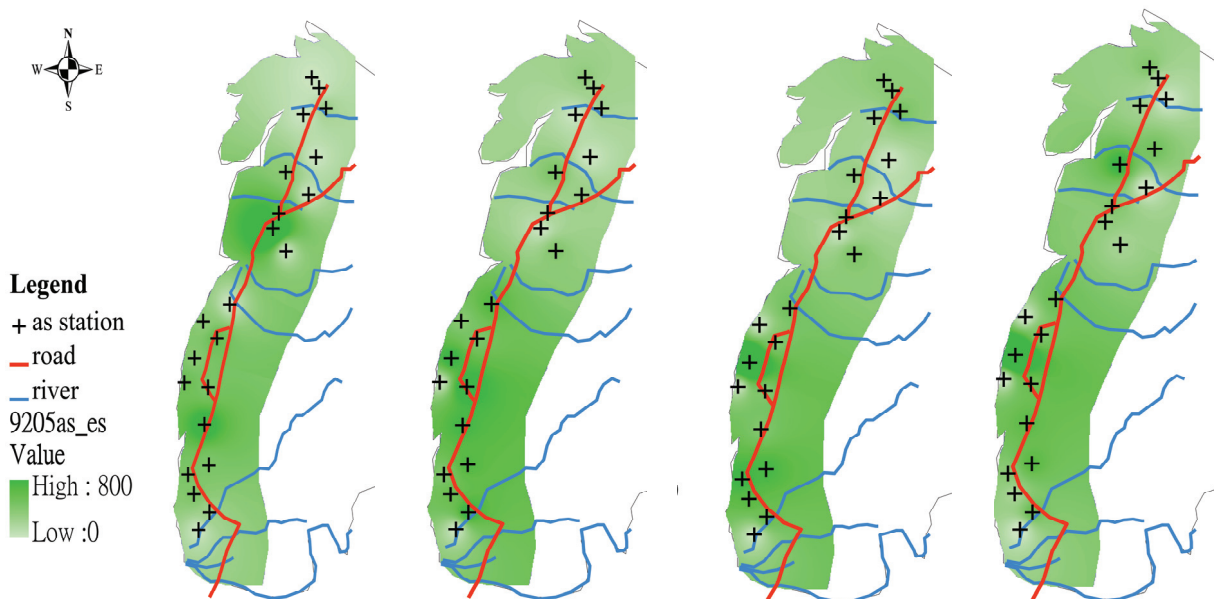 N
W E
S
Legend
as station
road
river
9205as_es
Value
High : 800
Low :0